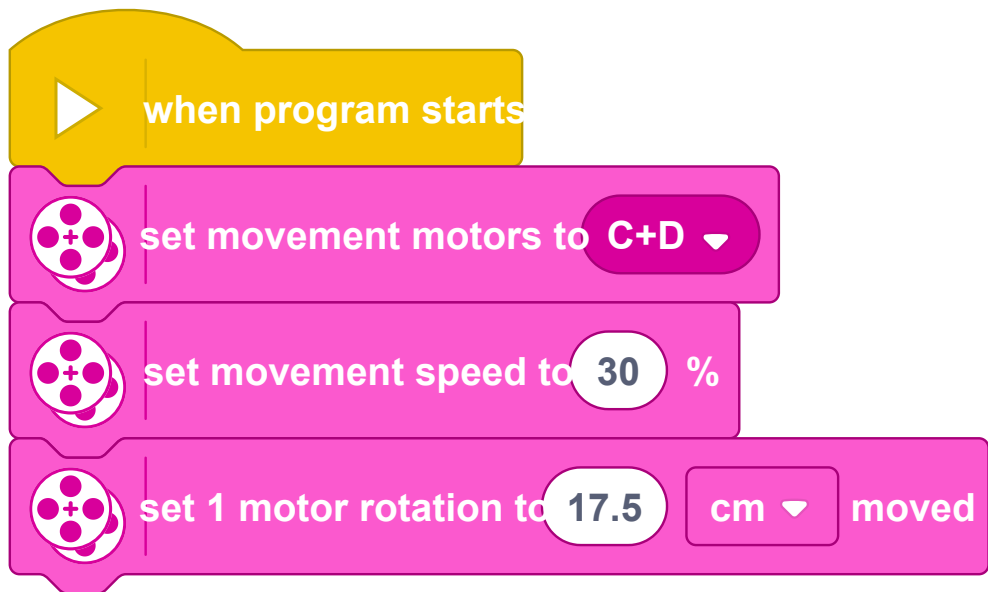 when program starts
set movement motors to C+D
set movement speed to 30 %
set 1 motor rotation to 17.5 cm moved